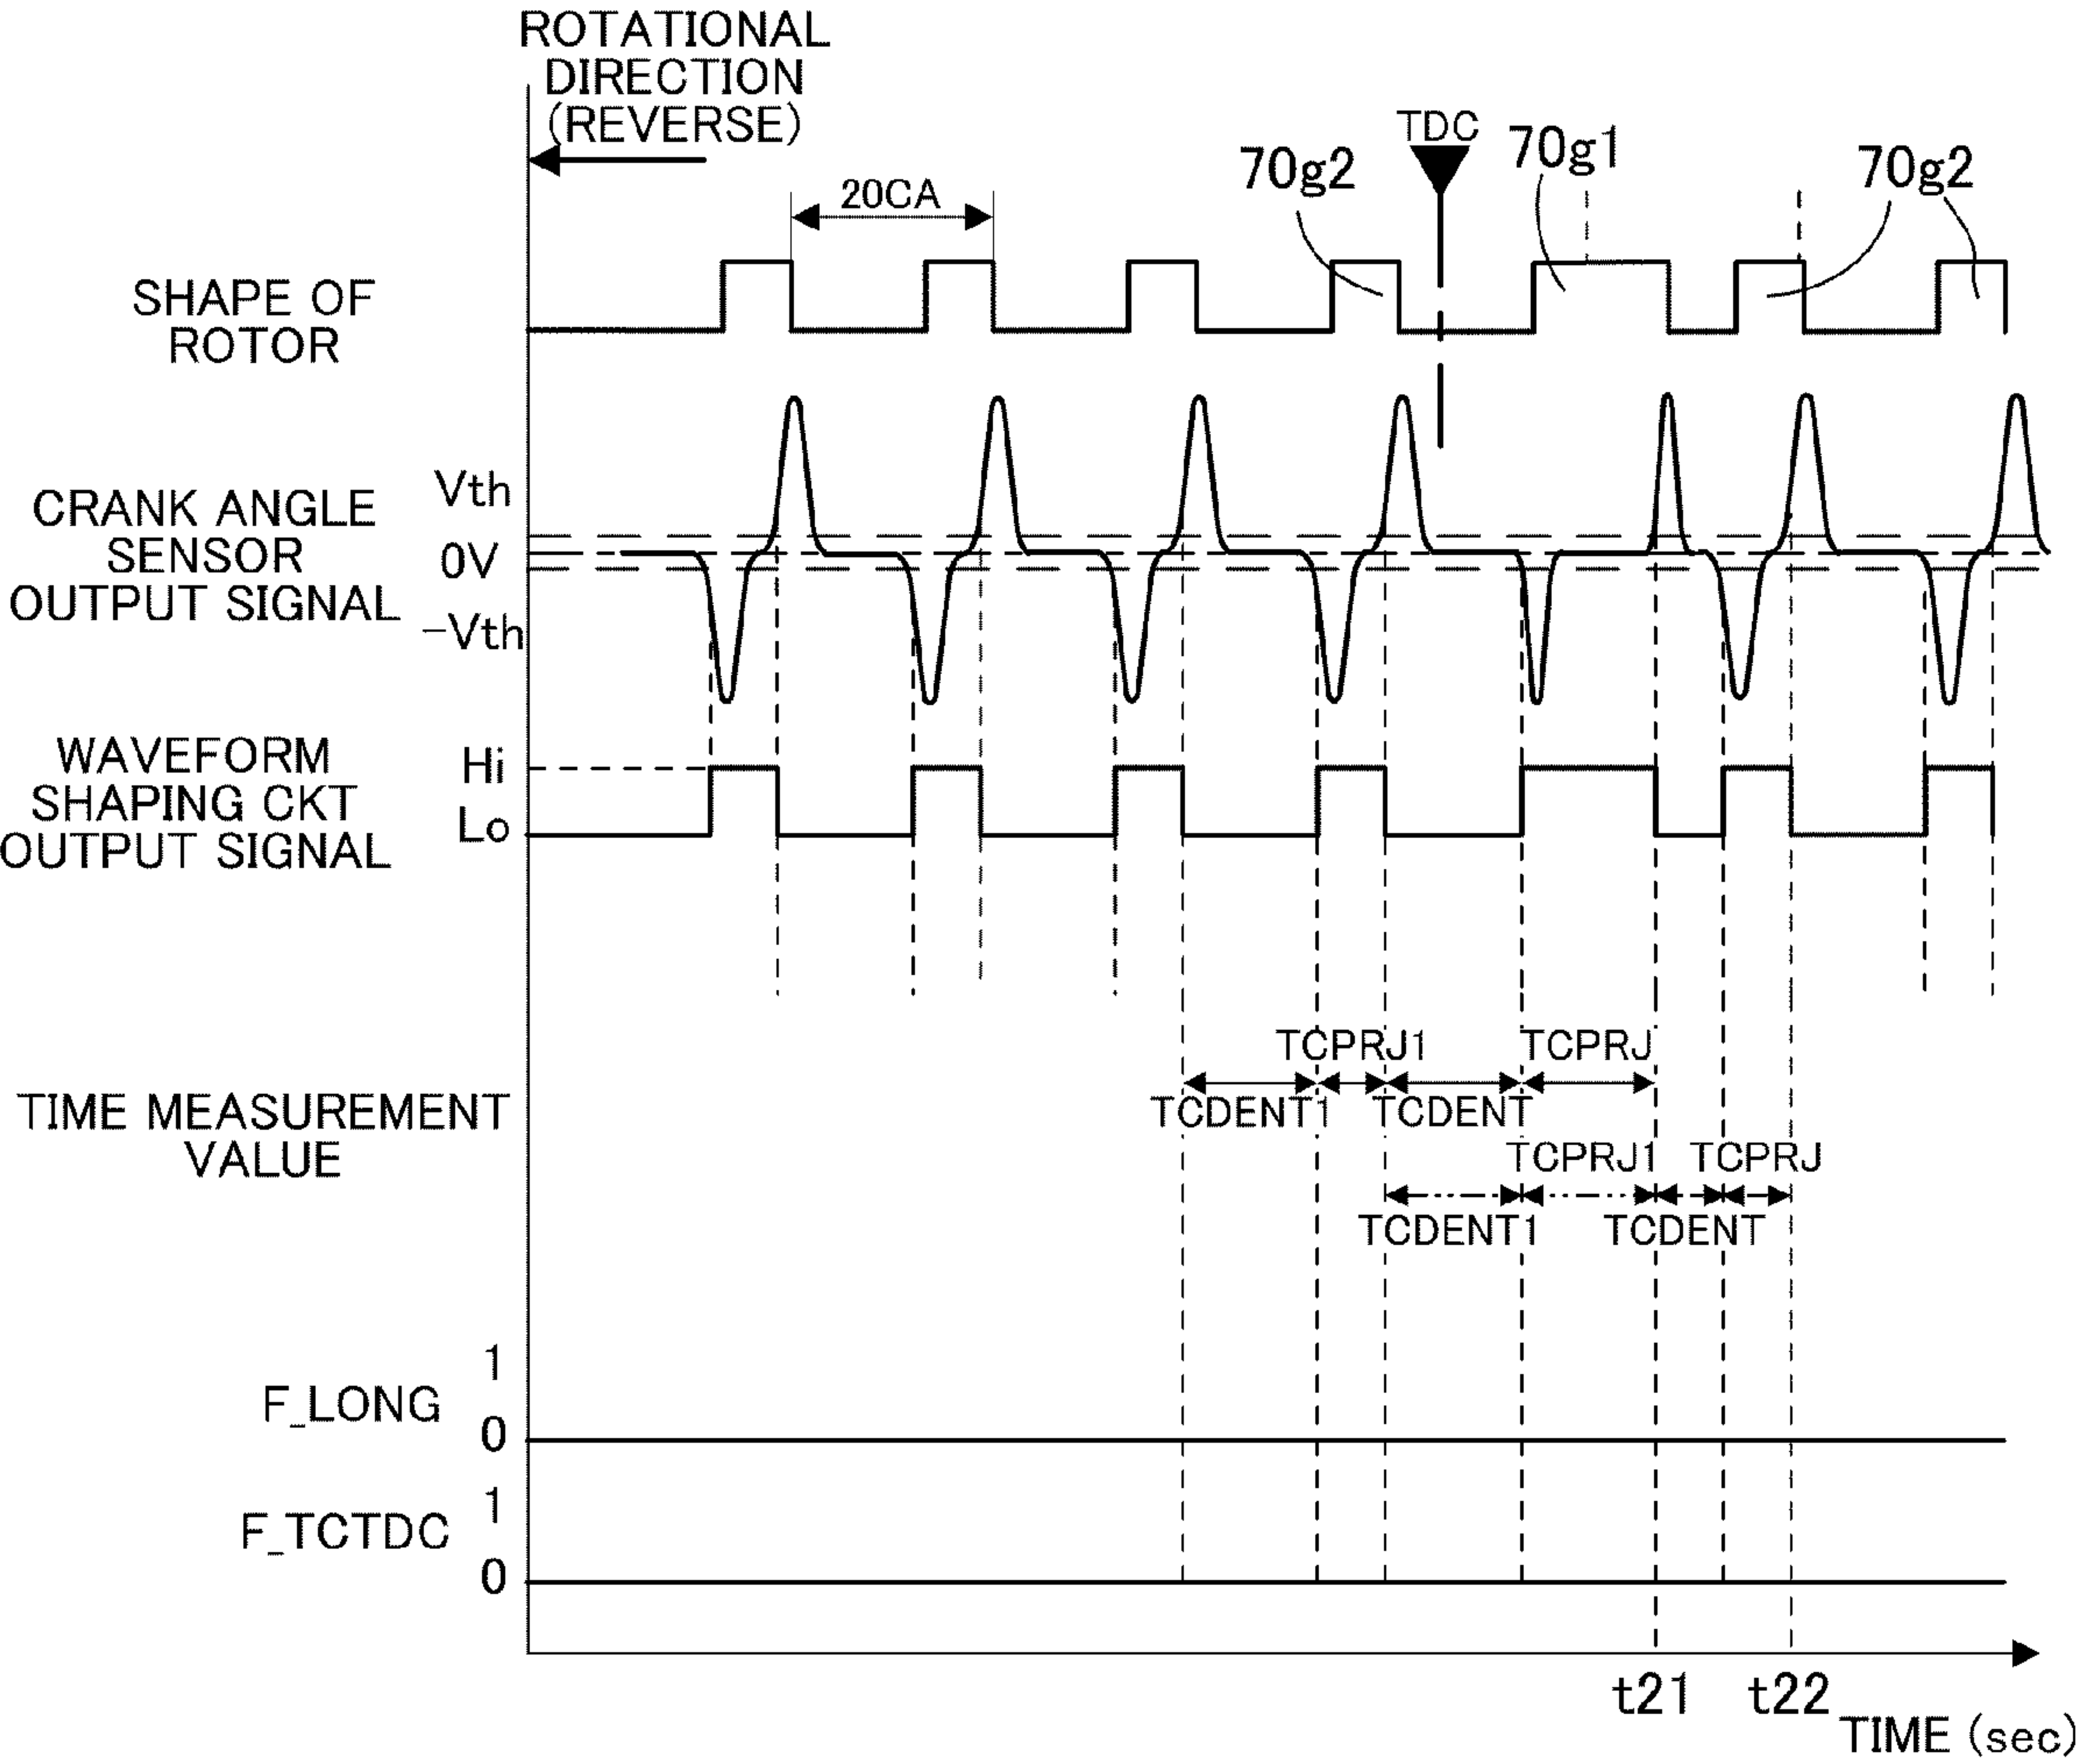 ROTATIONAL
DIRECTION
(REVERSE)
TDC
70g2
70g1
70g2
20CA
SHAPE OF
ROTOR
CRANK ANGLE
SENSOR
OUTPUT SIGNAL
Vth
0V
-Vth
WAVEFORM
SHAPING CKT
OUTPUT SIGNAL
Hi
Lo
TIME MEASUREMENT
VALUE
TCPRJ1
TCPRJ
TCDENT1
TCDENT
TCPRJ1
TCPRJ
TCDENT1
TCDENT
F_LONG
1
0
F_TCTDC
1
0
t21
t22
TIME (sec)